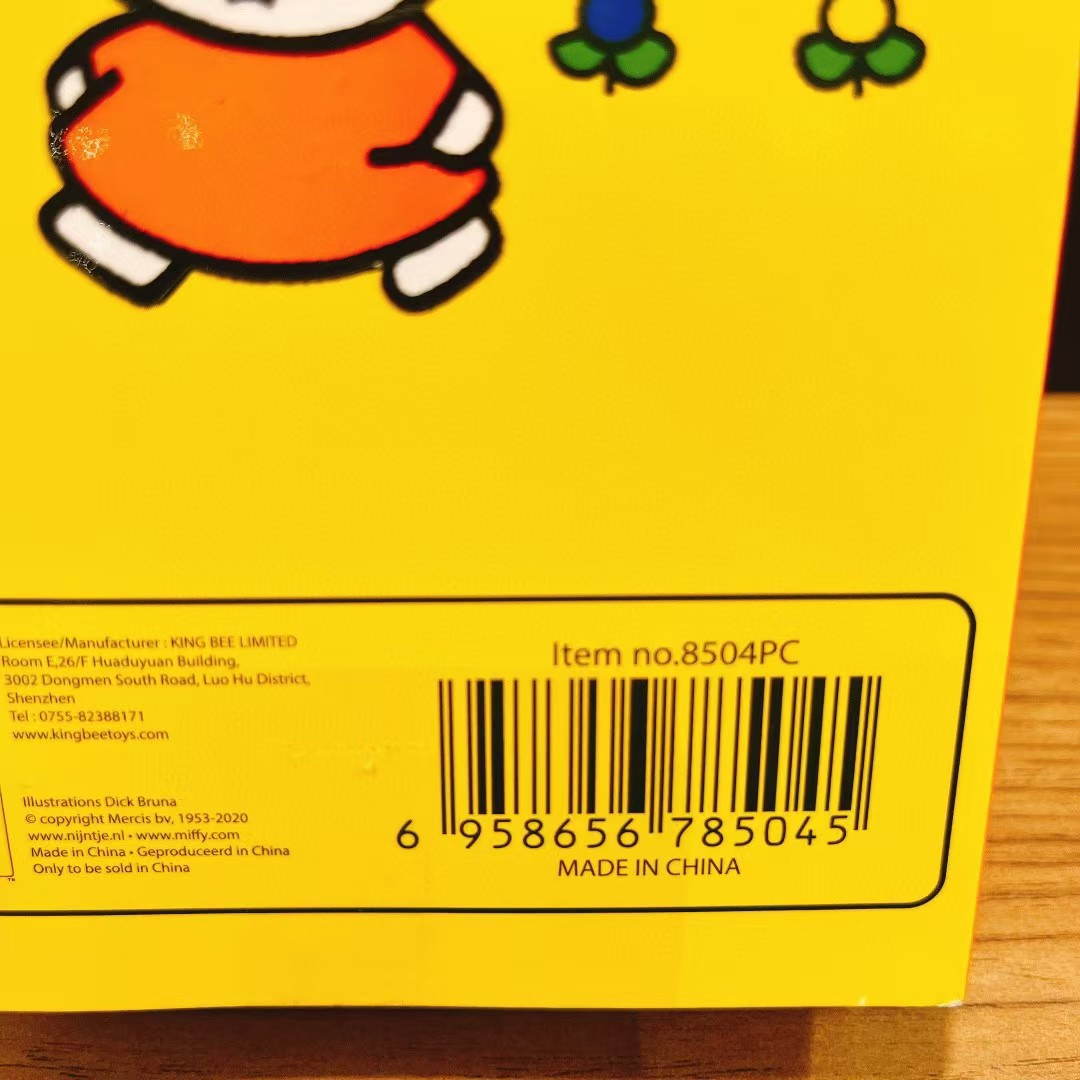 Licensee/Manufacturer : KING BEE LIMITED
Room E,26/F Huaduyuan Building,
3002 Dongmen South Road, Luo Hu District,
Shenzhen
Tel : 0755-82388171
www.kingbeetoys.com
Illustrations Dick Bruna
© copyright Mercis bv, 1953-2020
www.nijntje.nl • www.miffy.com
Made in China • Geproduceerd in China
Only to be sold in China
TM
Item no.8504PC
6 958656 785045
MADE IN CHINA